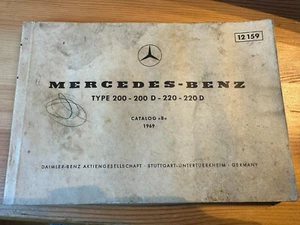 12 159
MERCEDES-BENZ
TYPE 200 - 200 D - 220 - 220 D
CATALOG »B«
1969
DAIMLER-BENZ AKTIENGESELLSCHAFT STUTTGART-UNTERTÜRKHEIM · GERMANY